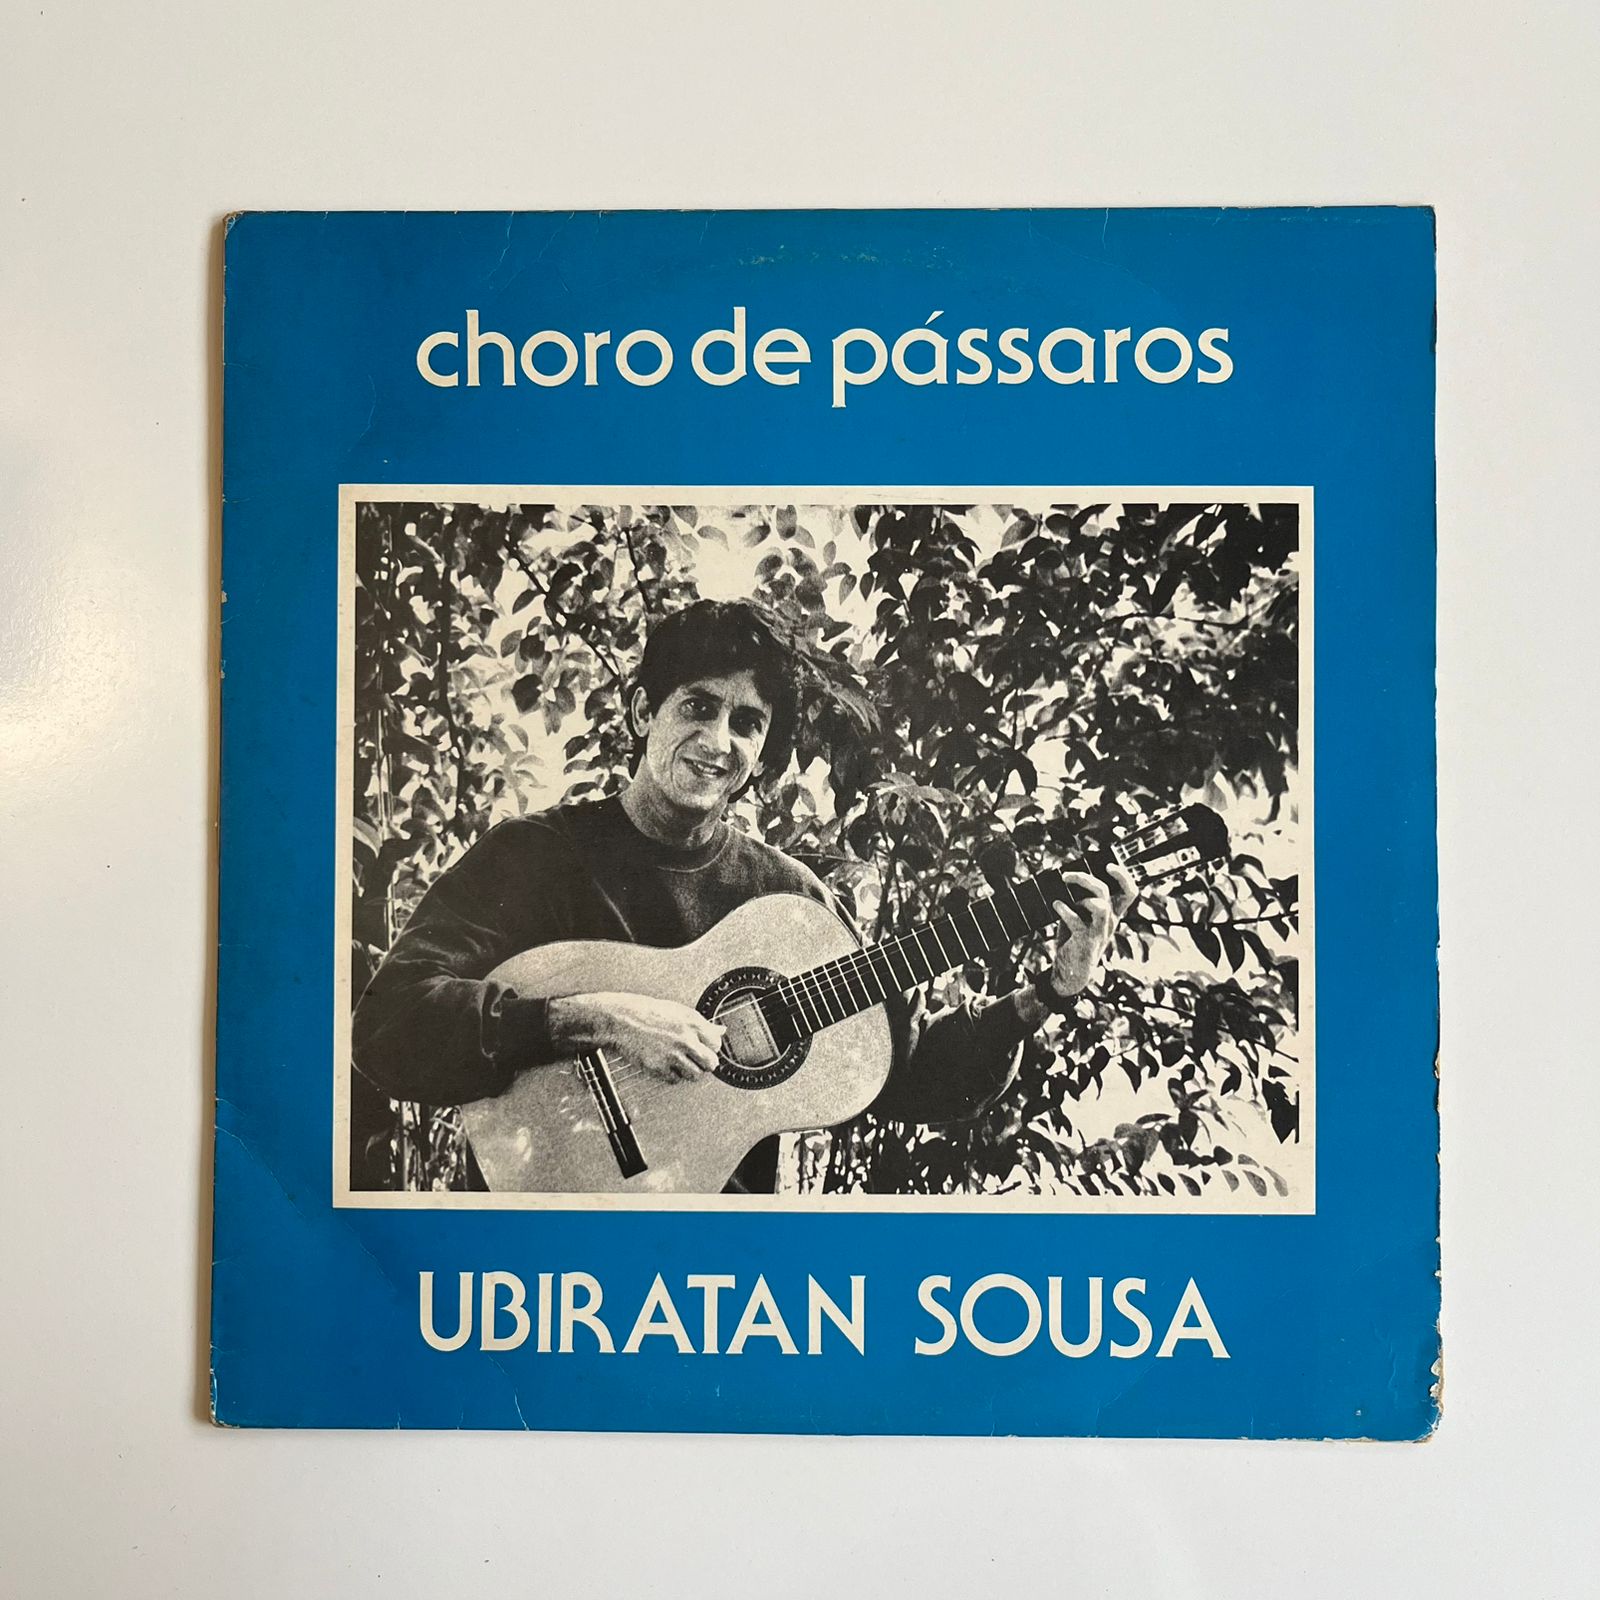 choro de pássaros
UBIRATAN SOUSA